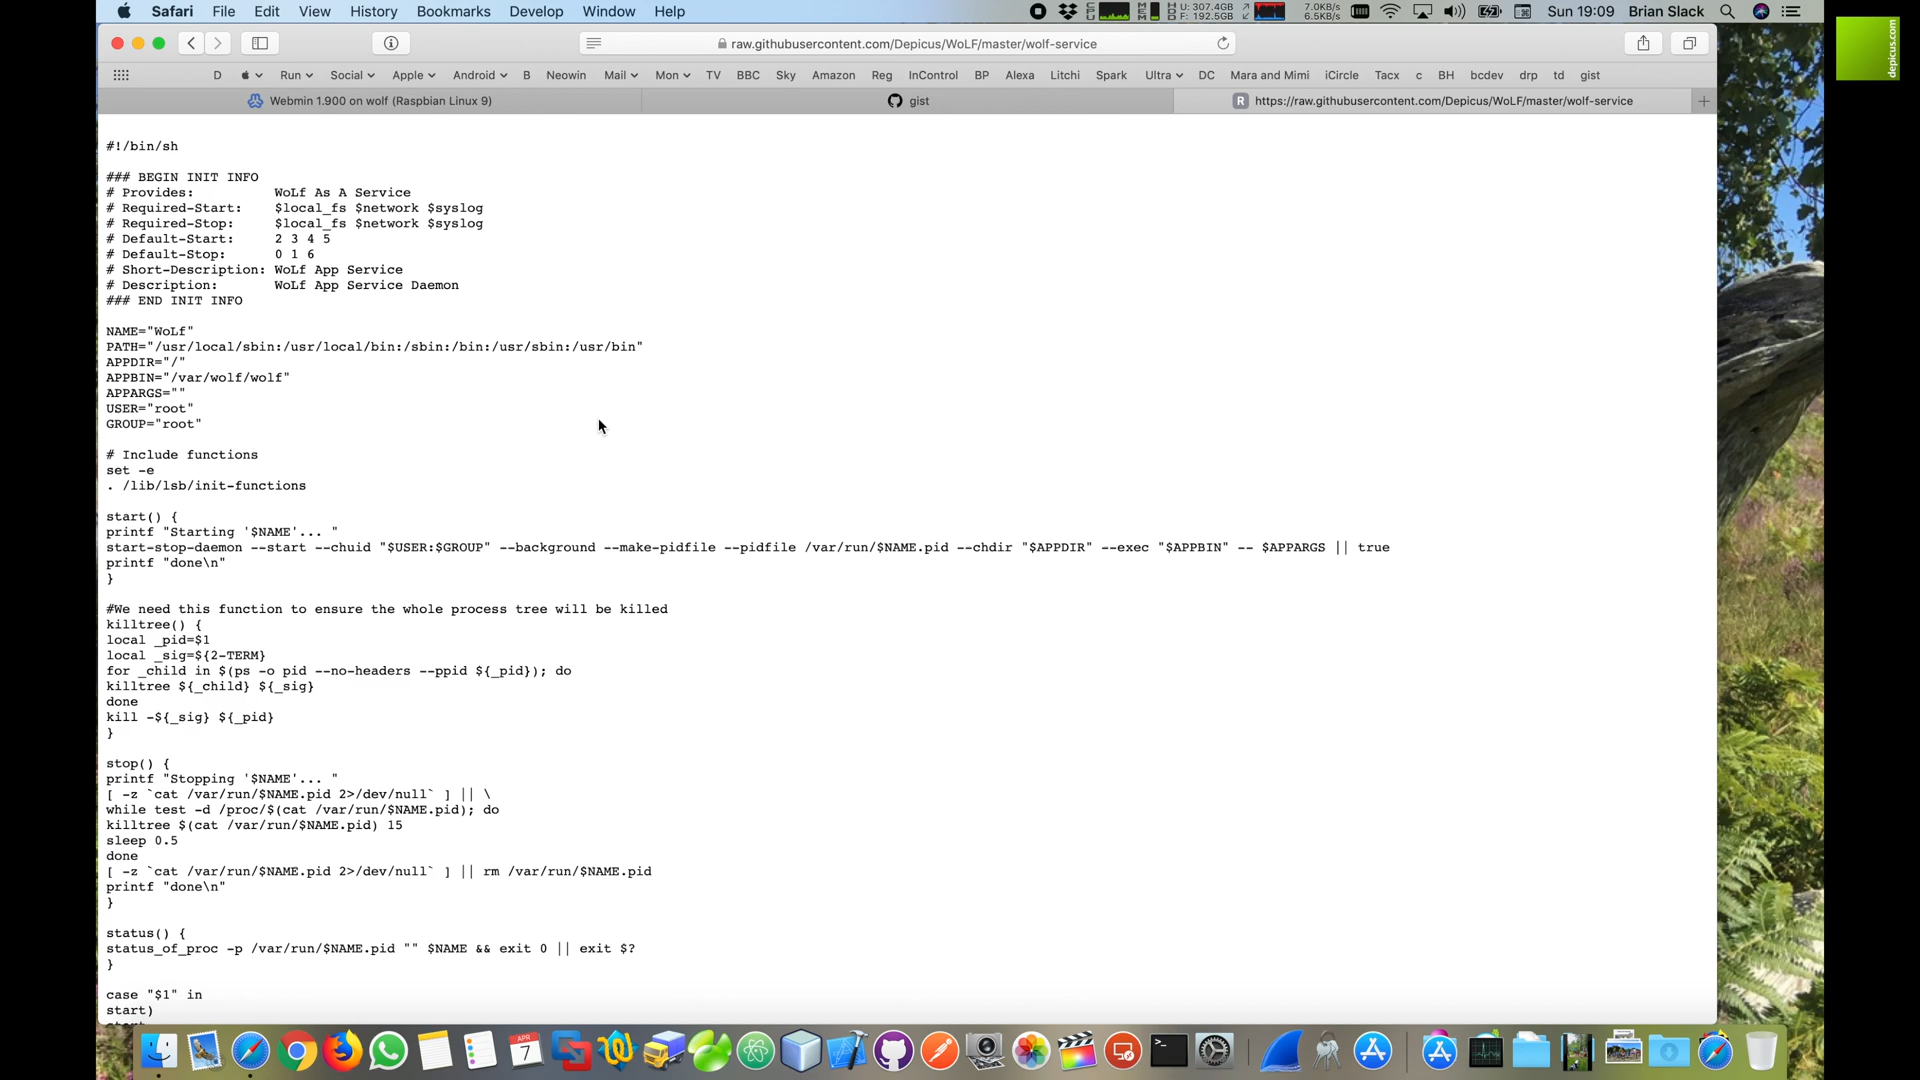 Safari File Edit View History Bookmarks Develop Window Help U: 307.4GB F: 192.5GB 7.0KB/s 6.5KB/s Sun 19:09 Brian Slack
depicus.com
raw.githubusercontent.com/Depicus/WoLF/master/wolf-service
D Run Social Apple Android B Neowin Mail Mon TV BBC Sky Amazon Reg InControl BP Alexa Litchi Spark Ultra DC Mara and Mimi iCircle Tacx c BH bcdev drp td gist
Webmin 1.900 on wolf (Raspbian Linux 9) gist R https://raw.githubusercontent.com/Depicus/WoLF/master/wolf-service
#!/bin/sh
### BEGIN INIT INFO
# Provides: WoLf As A Service
# Required-Start: $local_fs $network $syslog
# Required-Stop: $local_fs $network $syslog
# Default-Start: 2 3 4 5
# Default-Stop: 0 1 6
# Short-Description: WoLf App Service
# Description: WoLf App Service Daemon
### END INIT INFO
NAME="WoLf"
PATH="/usr/local/sbin:/usr/local/bin:/sbin:/bin:/usr/sbin:/usr/bin"
APPDIR="/"
APPBIN="/var/wolf/wolf"
APPARGS=""
USER="root"
GROUP="root"
# Include functions
set -e
. /lib/lsb/init-functions
start() {
printf "Starting '$NAME'... "
start-stop-daemon --start --chuid "$USER:$GROUP" --background --make-pidfile --pidfile /var/run/$NAME.pid --chdir "$APPDIR" --exec "$APPBIN" -- $APPARGS || true
printf "done\n"
}
#We need this function to ensure the whole process tree will be killed
killtree() {
local _pid=$1
local _sig=${2-TERM}
for _child in $(ps -o pid --no-headers --ppid ${_pid}); do
killtree ${_child} ${_sig}
done
kill -${_sig} ${_pid}
}
stop() {
printf "Stopping '$NAME'... "
[ -z `cat /var/run/$NAME.pid 2>/dev/null` ] || \
while test -d /proc/$(cat /var/run/$NAME.pid); do
killtree $(cat /var/run/$NAME.pid) 15
sleep 0.5
done
[ -z `cat /var/run/$NAME.pid 2>/dev/null` ] || rm /var/run/$NAME.pid
printf "done\n"
}
status() {
status_of_proc -p /var/run/$NAME.pid "" $NAME && exit 0 || exit $?
}
case "$1" in
start)
APR
7